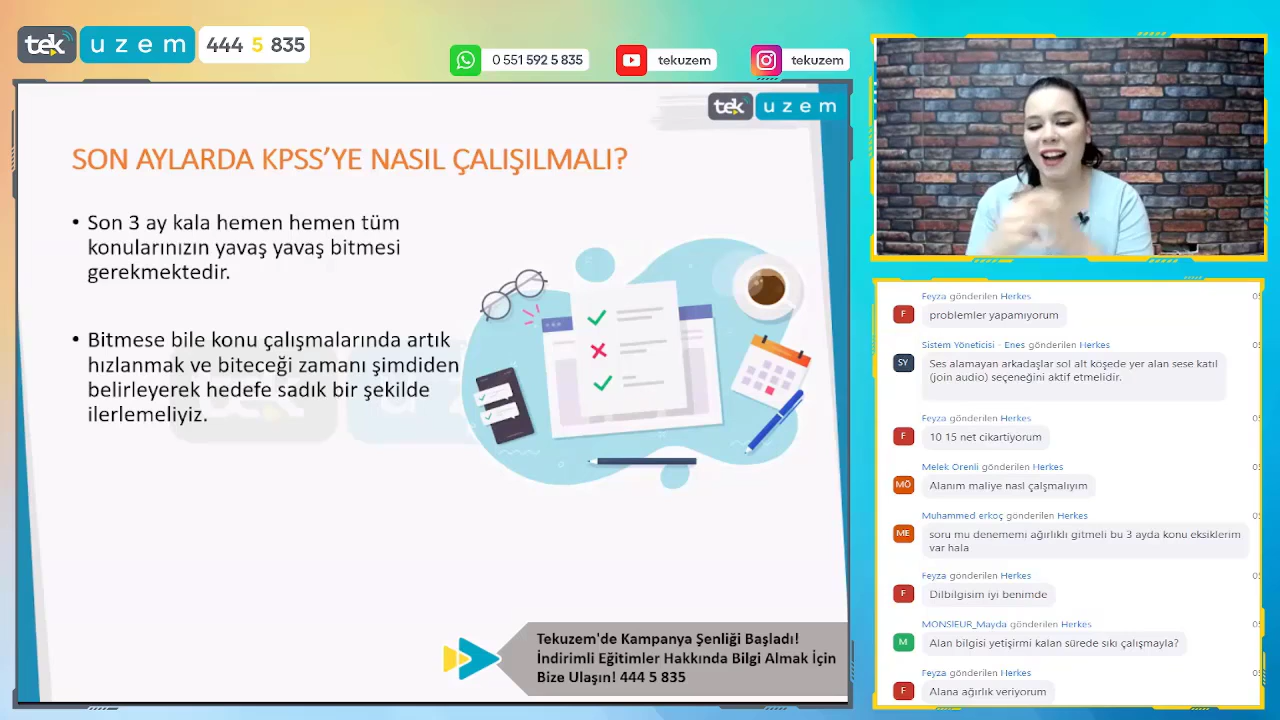 tek uzem 444 5 835
0 551 592 5 835
tekuzem
tekuzem
tek uzem
SON AYLARDA KPSS’YE NASIL ÇALIŞILMALI?
• Son 3 ay kala hemen hemen tüm
konularınızın yavaş yavaş bitmesi
gerekmektedir.
• Bitmese bile konu çalışmalarında artık
hızlanmak ve biteceği zamanı şimdiden
belirleyerek hedefe sadık bir şekilde
ilerlemeliyiz.
Tekuzem'de Kampanya Şenliği Başladı!
İndirimli Eğitimler Hakkında Bilgi Almak İçin
Bize Ulaşın! 444 5 835
Feyza gönderilen Herkes
F problemler yapamıyorum
Sistem Yöneticisi - Enes gönderilen Herkes
SY Ses alamayan arkadaşlar sol alt köşede yer alan sese katıl
(join audio) seçeneğini aktif etmelidir.
Feyza gönderilen Herkes
F 10 15 net cikartiyorum
Melek Orenli gönderilen Herkes
MO Alanım maliye nasl çalşmalıyım
Muhammed erkoç gönderilen Herkes
ME soru mu denememi ağırlıklı gitmeli bu 3 ayda konu eksiklerim
var hala
Feyza gönderilen Herkes
F Dilbilgisim iyi benimde
MONSIEUR_Mayda gönderilen Herkes
M Alan bilgisi yetişirmi kalan sürede sıkı çalışmayla?
Feyza gönderilen Herkes
F Alana ağırlık veriyorum